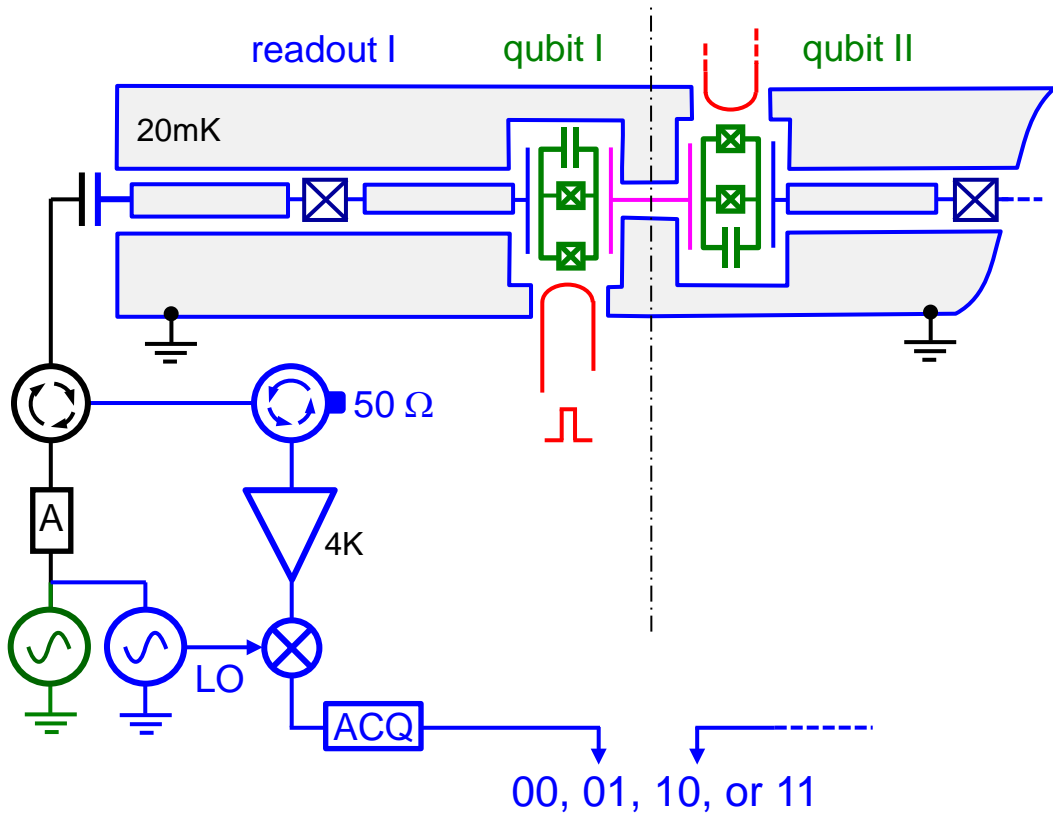 readout I
qubit I
qubit II
20mK
50 Ω
A
4K
LO
ACQ
00, 01, 10, or 11